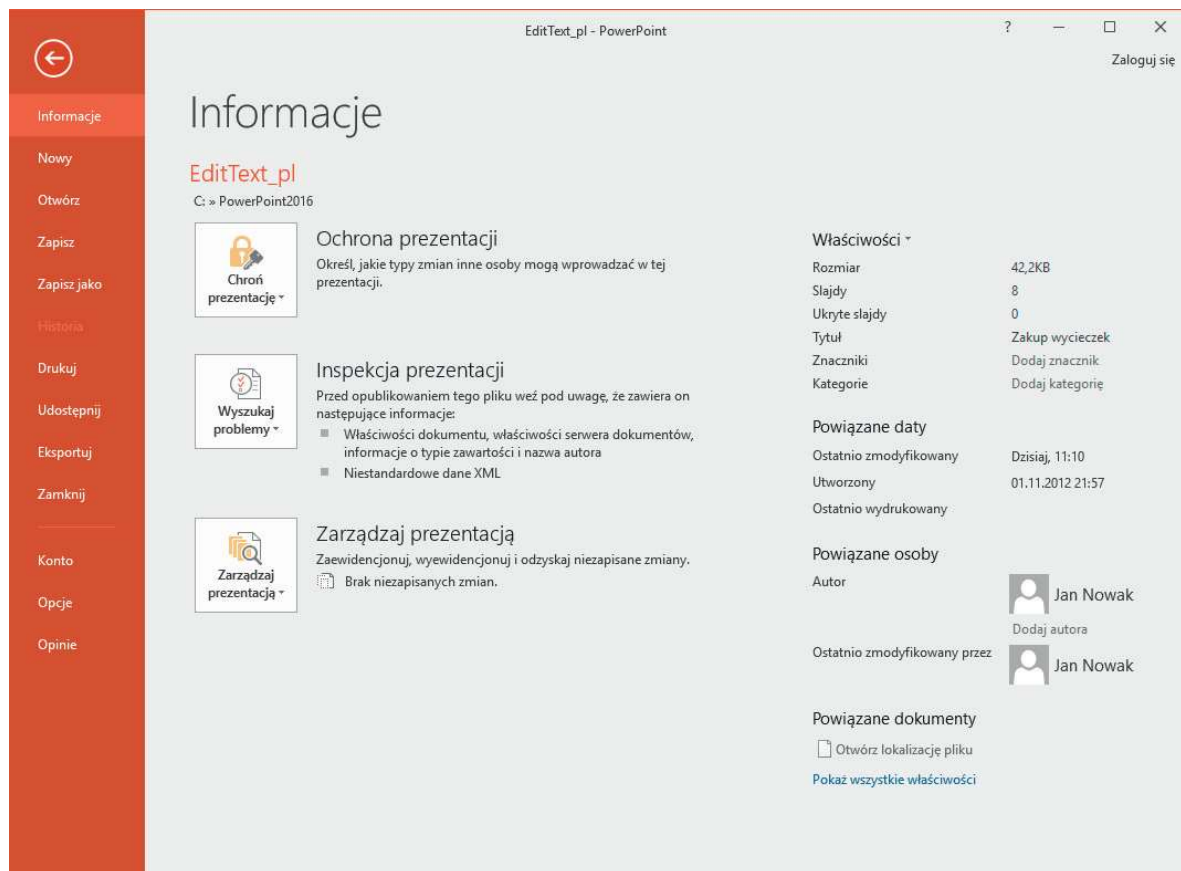 EditText_pl - PowerPoint
?
Zaloguj się
Informacje
Nowy
Otwórz
Zapisz
Zapisz jako
Historia
Drukuj
Udostępnij
Eksportuj
Zamknij
Konto
Opcje
Opinie
Informacje
EditText_pl
C: » PowerPoint2016
Chroń
prezentację
Ochrona prezentacji
Określ, jakie typy zmian inne osoby mogą wprowadzać w tej
prezentacji.
Wyszukaj
problemy
Inspekcja prezentacji
Przed opublikowaniem tego pliku weź pod uwagę, że zawiera on
następujące informacje:
Właściwości dokumentu, właściwości serwera dokumentów,
informacje o typie zawartości i nazwa autora
Niestandardowe dane XML
Zarządzaj
prezentacją
Zarządzaj prezentacją
Zaewidencjonuj, wyewidencjonuj i odzyskaj niezapisane zmiany.
Brak niezapisanych zmian.
Właściwości
Rozmiar 42,2KB
Slajdy 8
Ukryte slajdy 0
Tytuł Zakup wycieczek
Znaczniki Dodaj znacznik
Kategorie Dodaj kategorię
Powiązane daty
Ostatnio zmodyfikowany Dzisiaj, 11:10
Utworzony 01.11.2012 21:57
Ostatnio wydrukowany
Powiązane osoby
Autor Jan Nowak
Dodaj autora
Ostatnio zmodyfikowany przez Jan Nowak
Powiązane dokumenty
Otwórz lokalizację pliku
Pokaż wszystkie właściwości